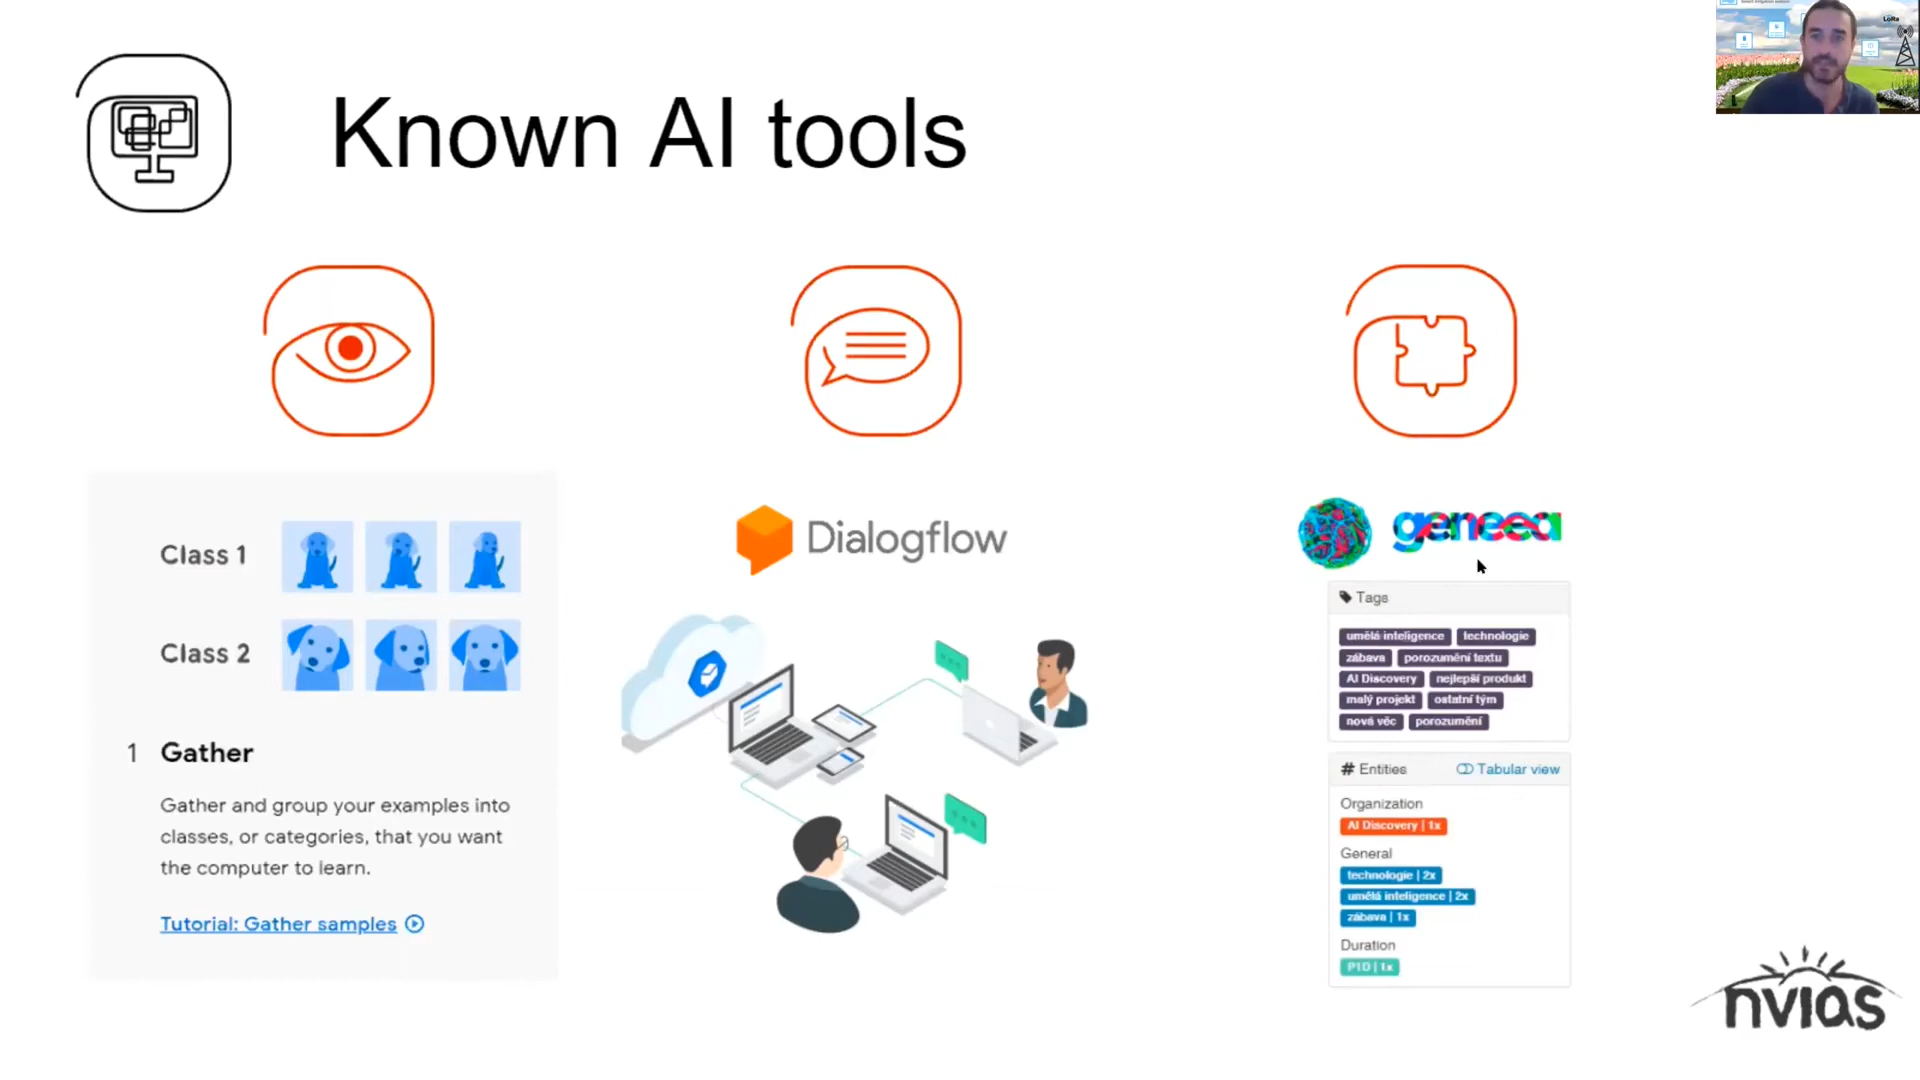 LoRa
Known AI tools
Class 1
Class 2
1 Gather
Gather and group your examples into
classes, or categories, that you want
the computer to learn.
Tutorial: Gather samples
Dialogflow
geneea
Tags
umělá inteligence technologie
zábava porozumění textu
AI Discovery nejlepší produkt
malý projekt ostatní tým
nová věc porozumění
# Entities Tabular view
Organization
AI Discovery | 1x
General
technologie | 2x
umělá inteligence | 2x
zábava | 1x
Duration
P1D | 1x
nvias